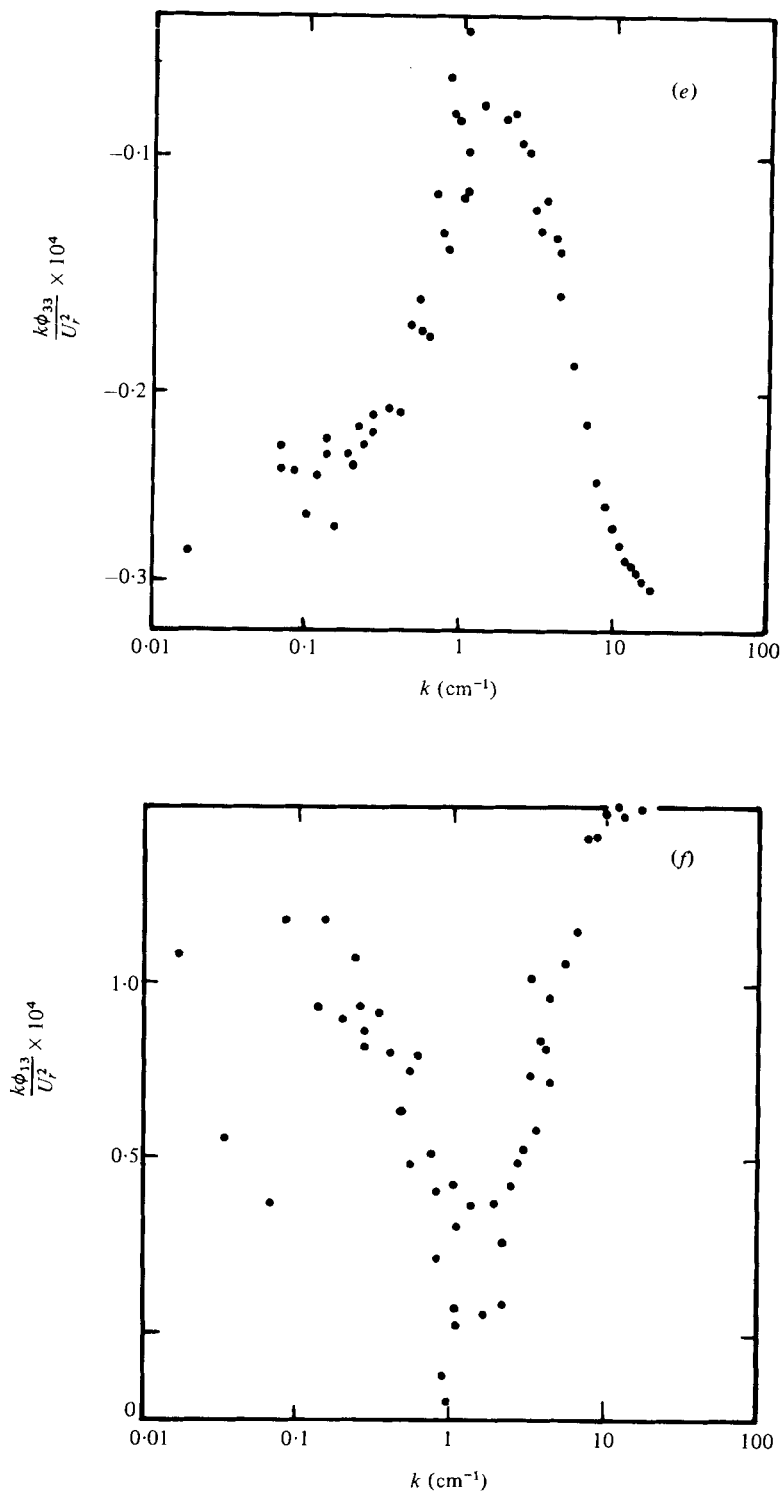 (e)
−0·1
kϕ₃₃
U²ᵣ × 10⁴
−0·2
−0·3
0·01 0·1 1 10 100
k (cm⁻¹)
(f)
1.0
kϕ₁₃
U²ᵣ × 10⁴
0·5
0
0·01 0·1 1 10 100
k (cm⁻¹)